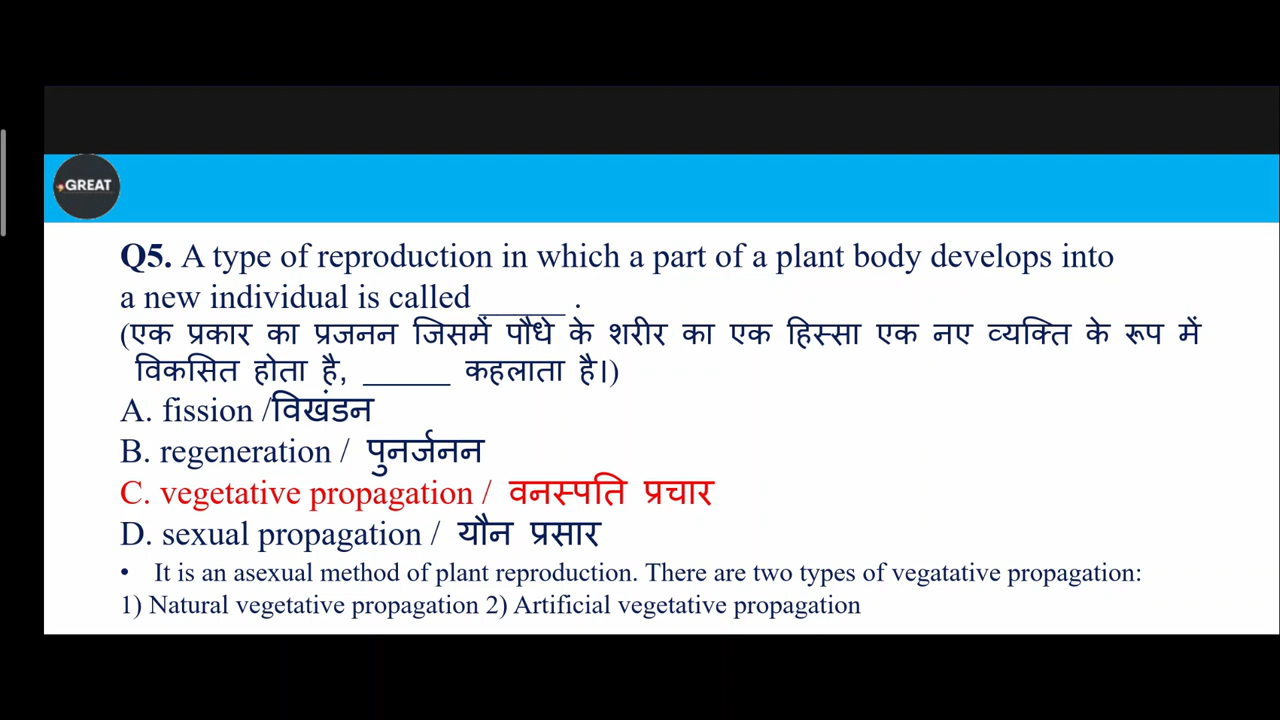 GREAT
Q5. A type of reproduction in which a part of a plant body develops into
a new individual is called _____ .
(एक प्रकार का प्रजनन जिसमें पौधे के शरीर का एक हिस्सा एक नए व्यक्ति के रूप में
विकसित होता है, _____ कहलाता है।)
A. fission /विखंडन
B. regeneration / पुनर्जनन
C. vegetative propagation / वनस्पति प्रचार
D. sexual propagation / यौन प्रसार
• It is an asexual method of plant reproduction. There are two types of vegatative propagation:
1) Natural vegetative propagation 2) Artificial vegetative propagation